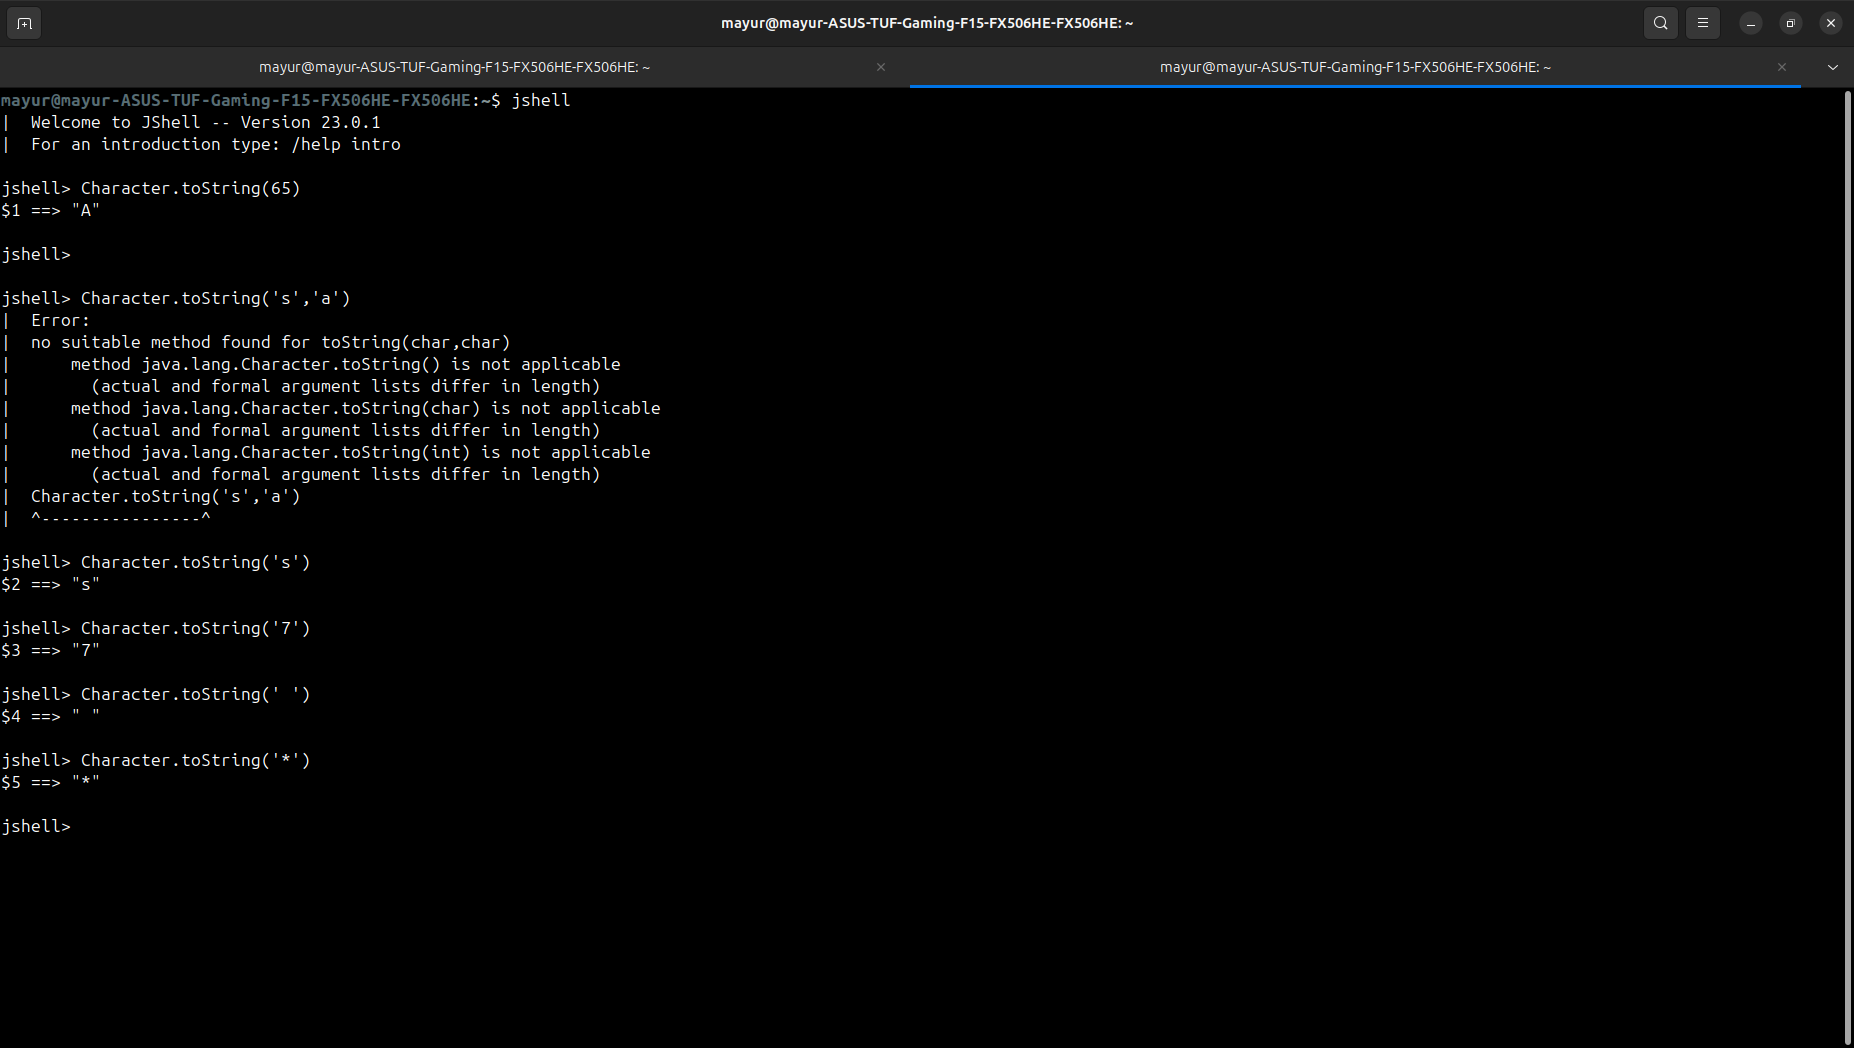 mayur@mayur-ASUS-TUF-Gaming-F15-FX506HE-FX506HE: ~
mayur@mayur-ASUS-TUF-Gaming-F15-FX506HE-FX506HE: ~
mayur@mayur-ASUS-TUF-Gaming-F15-FX506HE-FX506HE: ~
mayur@mayur-ASUS-TUF-Gaming-F15-FX506HE-FX506HE:~$ jshell
|  Welcome to JShell -- Version 23.0.1
|  For an introduction type: /help intro
jshell> Character.toString(65)
$1 ==> "A"
jshell>
jshell> Character.toString('s','a')
|  Error:
|  no suitable method found for toString(char,char)
|      method java.lang.Character.toString() is not applicable
|        (actual and formal argument lists differ in length)
|      method java.lang.Character.toString(char) is not applicable
|        (actual and formal argument lists differ in length)
|      method java.lang.Character.toString(int) is not applicable
|        (actual and formal argument lists differ in length)
|  Character.toString('s','a')
|  ^----------------^
jshell> Character.toString('s')
$2 ==> "s"
jshell> Character.toString('7')
$3 ==> "7"
jshell> Character.toString(' ')
$4 ==> " "
jshell> Character.toString('*')
$5 ==> "*"
jshell>